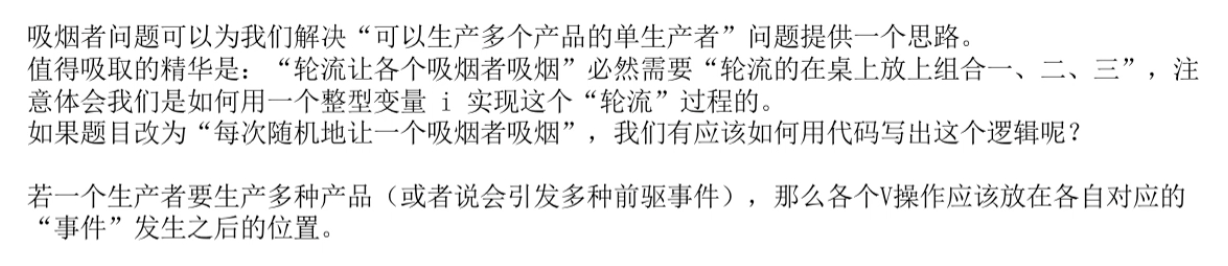 吸烟者问题可以为我们解决“可以生产多个产品的单生产者”问题提供一个思路。
值得吸取的精华是：“轮流让各个吸烟者吸烟”必然需要“轮流的在桌上放上组合一、二、三”，注
意体会我们是如何用一个整型变量 i 实现这个“轮流”过程的。
如果题目改为“每次随机地让一个吸烟者吸烟”，我们有应该如何用代码写出这个逻辑呢？
若一个生产者要生产多种产品（或者说会引发多种前驱事件），那么各个V操作应该放在各自对应的
“事件”发生之后的位置。